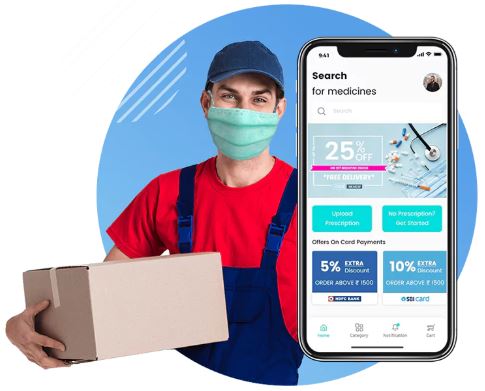 9:41
Search
for medicines
Search
25% OFF
*FREE DELIVERY*
Upload
Prescription
No Prescription?
Get Started
Offers On Card Payments
5% EXTRA
Discount
ORDER ABOVE ₹ 1500
HDFC BANK
10% EXTRA
Discount
ORDER ABOVE ₹ 1500
SBI card
Home
Category
Notification
Cart